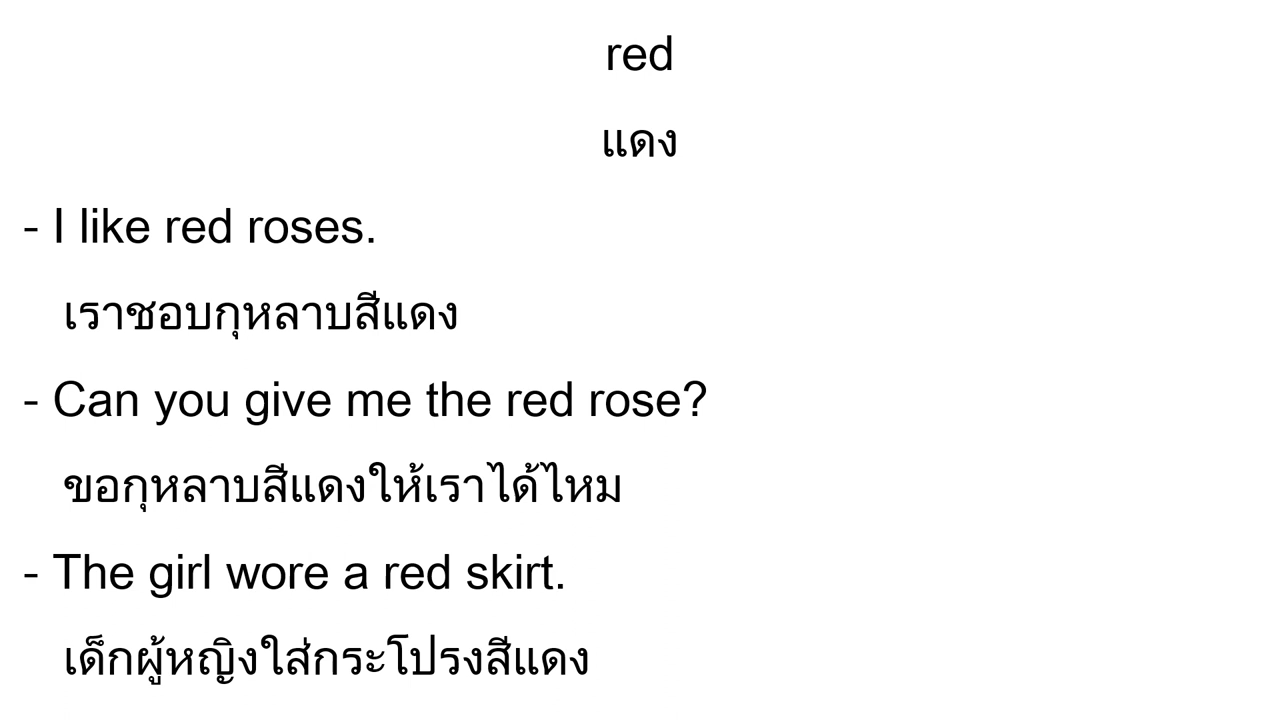 red
แดง
- I like red roses.
เราชอบกุหลาบสีแดง
- Can you give me the red rose?
ขอกุหลาบสีแดงให้เราได้ไหม
- The girl wore a red skirt.
เด็กผู้หญิงใส่กระโปรงสีแดง